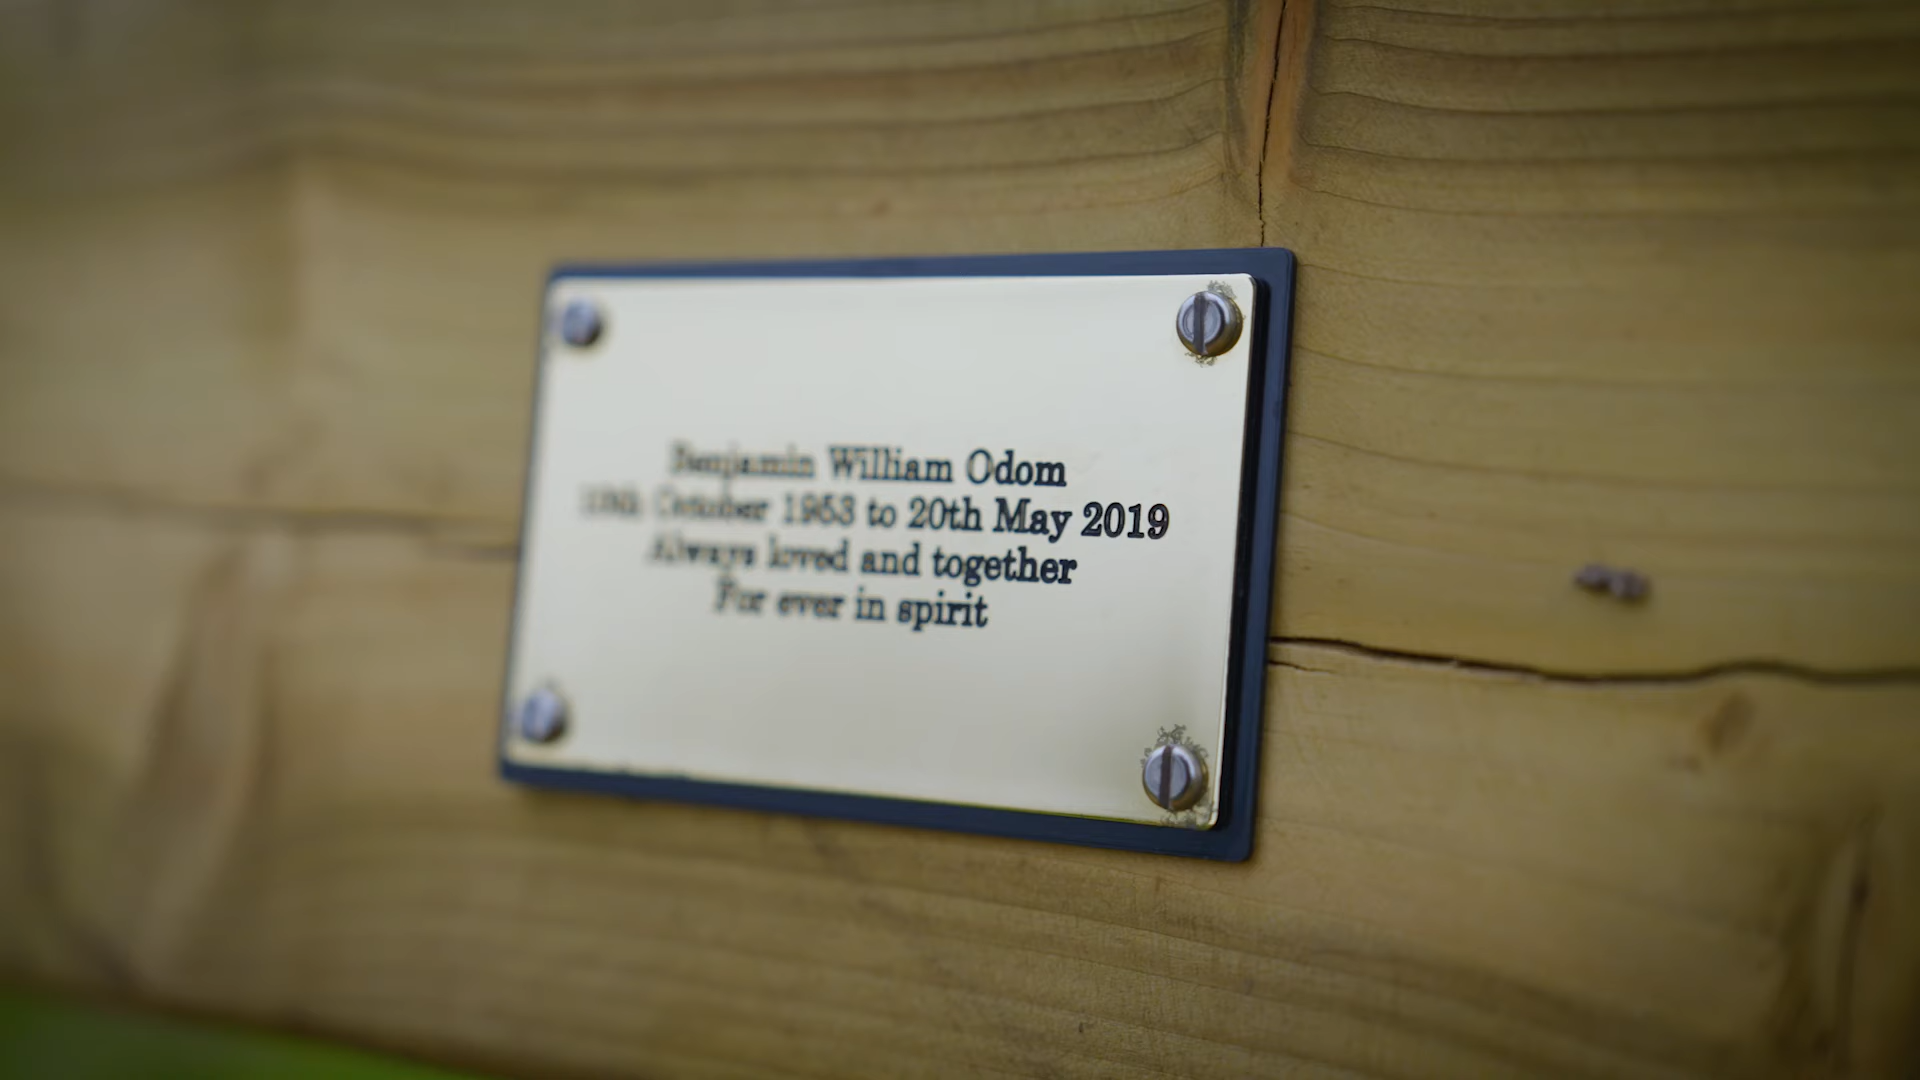 Benjamin William Odom
October 1953 to 20th May 2019
Always loved and together
For ever in spirit